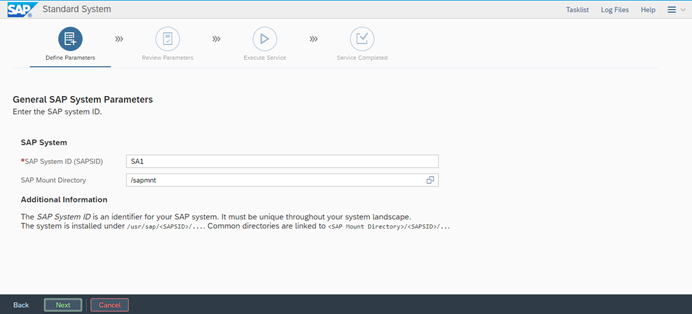 SAP Standard System Tasklist Log Files Help
Define Parameters Review Parameters Execute Service Service Completed
General SAP System Parameters
Enter the SAP system ID.
SAP System
*SAP System ID (SAPSID) SA1
SAP Mount Directory /sapmnt
Additional Information
The SAP System ID is an identifier for your SAP system. It must be unique throughout your system landscape.
The system is installed under /usr/sap/<SAPSID>/.... Common directories are linked to <SAP Mount Directory>/<SAPSID>/...
Back Next Cancel